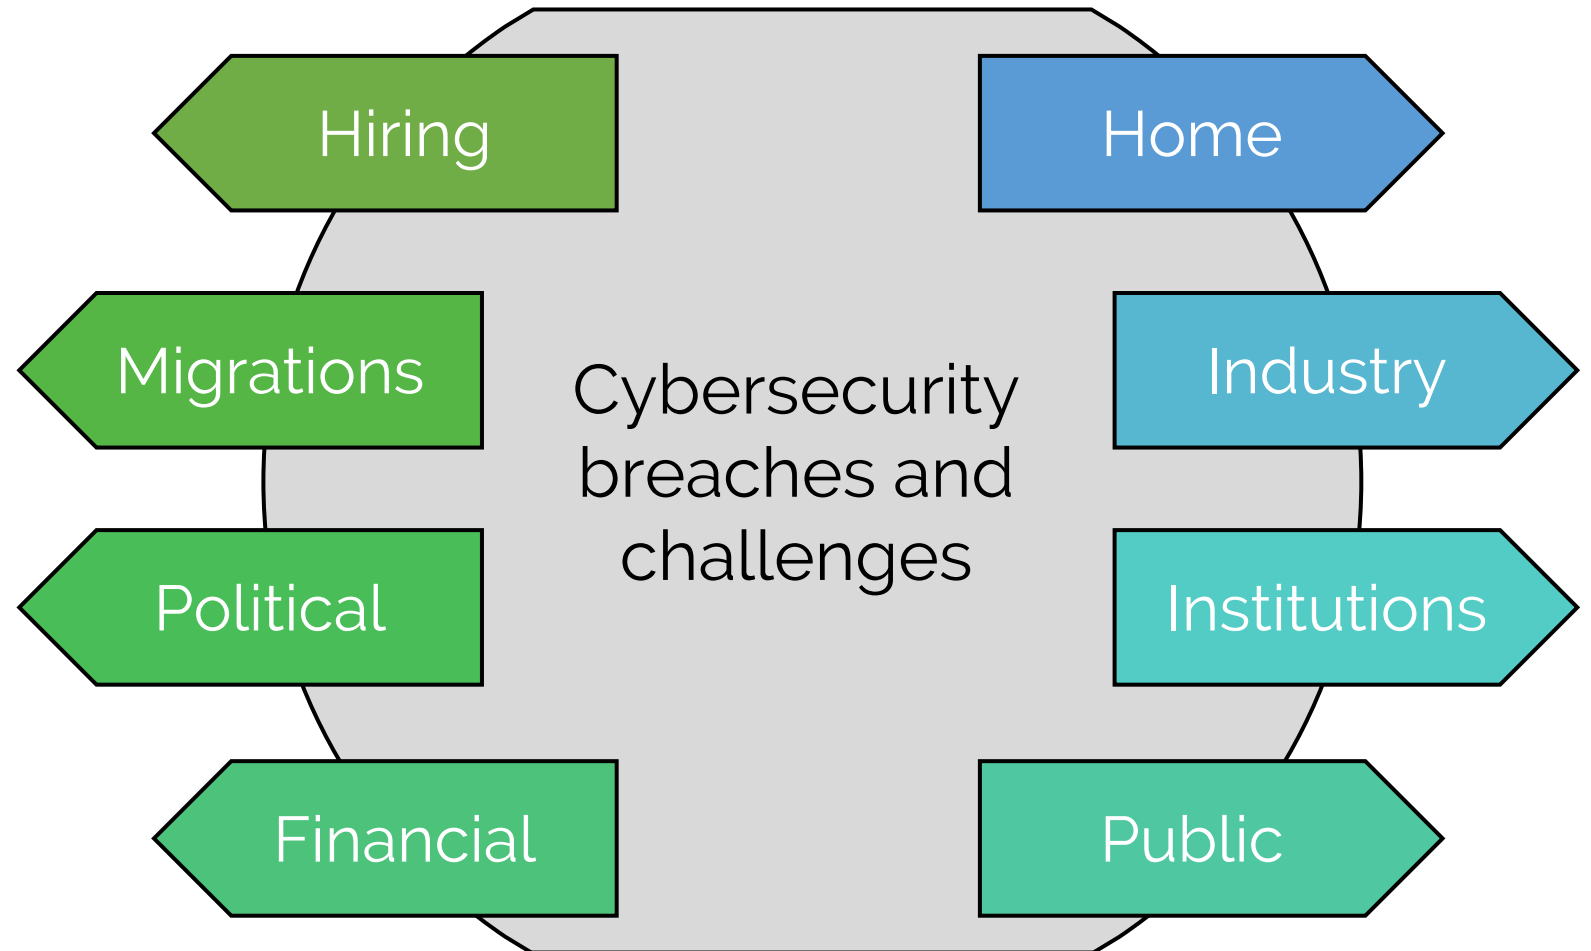 Hiring
Home
Migrations
Industry
Cybersecurity
breaches and
challenges
Political
Institutions
Financial
Public